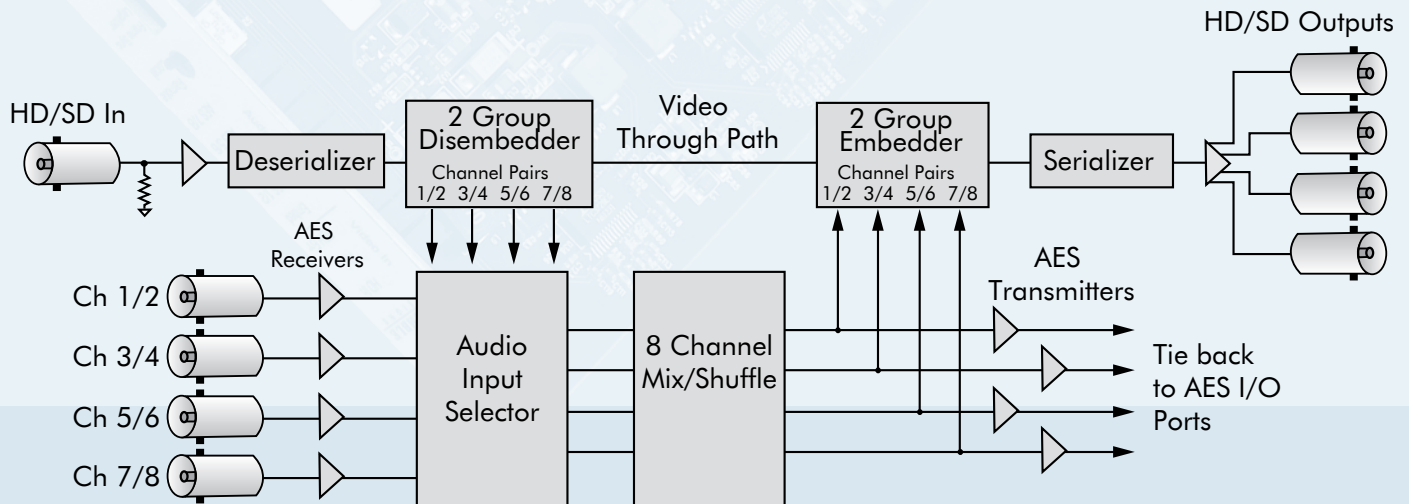 HD/SD Outputs
HD/SD In
Deserializer
2 Group
Disembedder
Channel Pairs
1/2 3/4 5/6 7/8
Video
Through Path
2 Group
Embedder
Channel Pairs
1/2 3/4 5/6 7/8
Serializer
AES
Receivers
Ch 1/2
Ch 3/4
Ch 5/6
Ch 7/8
Audio
Input
Selector
8 Channel
Mix/Shuffle
AES
Transmitters
Tie back
to AES I/O
Ports